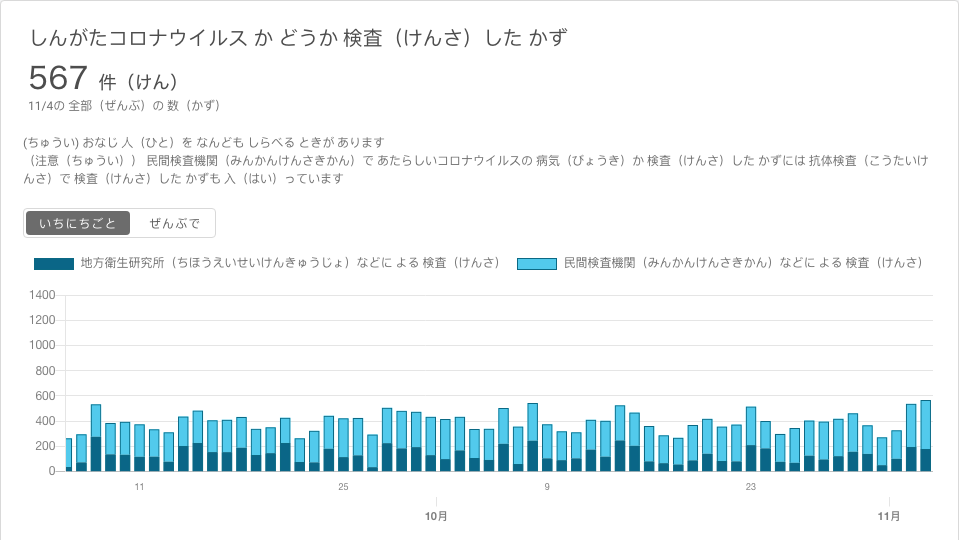 しんがたコロナウイルス か どうか 検査（けんさ）した かず
567 件（けん）
11/4の 全部（ぜんぶ）の 数（かず）
(ちゅうい) おなじ 人（ひと）を なんども しらべる ときが あります
（注意（ちゅうい）） 民間検査機関（みんかんけんさきかん）で あたらしいコロナウイルスの 病気（びょうき）か 検査（けんさ）した かずには 抗体検査（こうたいけ
んさ）で 検査（けんさ）した かずも 入（はい）っています
いちにちごと ぜんぶで
地方衛生研究所（ちほうえいせいけんきゅうじょ）などに よる 検査（けんさ） 民間検査機関（みんかんけんさきかん）などに よる 検査（けんさ）
1400
1200
1000
800
600
400
200
0
11 25 9 23
10月 11月